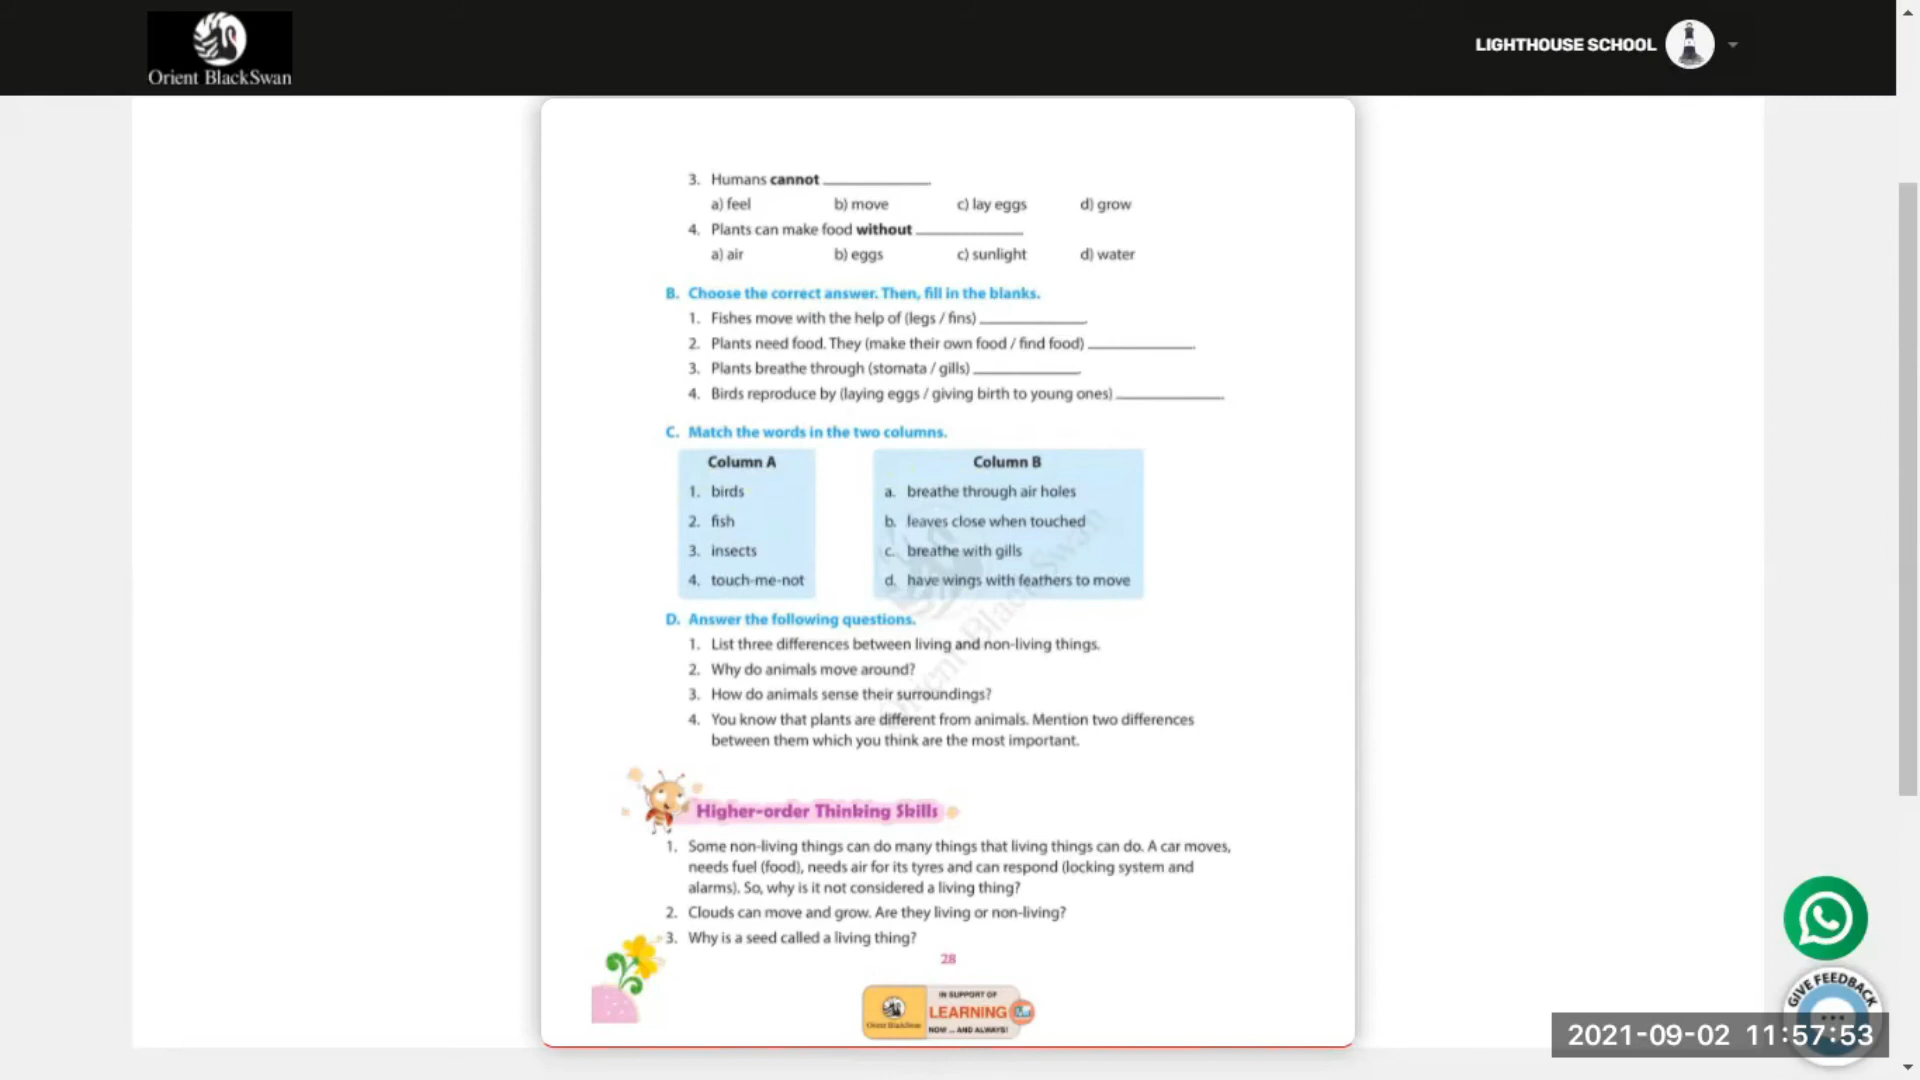 Orient BlackSwan
LIGHTHOUSE SCHOOL
3. Humans cannot ____________
a) feel b) move c) lay eggs d) grow
4. Plants can make food without ____________
a) air b) eggs c) sunlight d) water
B. Choose the correct answer. Then, fill in the blanks.
1. Fishes move with the help of (legs / fins) ____________
2. Plants need food. They (make their own food / find food) ____________
3. Plants breathe through (stomata / gills) ____________
4. Birds reproduce by (laying eggs / giving birth to young ones) ____________
C. Match the words in the two columns.
Column A Column B
1. birds a. breathe through air holes
2. fish b. leaves close when touched
3. insects c. breathe with gills
4. touch-me-not d. have wings with feathers to move
Orient BlackSwan
D. Answer the following questions.
1. List three differences between living and non-living things.
2. Why do animals move around?
3. How do animals sense their surroundings?
4. You know that plants are different from animals. Mention two differences
between them which you think are the most important.
Higher-order Thinking Skills
1. Some non-living things can do many things that living things can do. A car moves,
needs fuel (food), needs air for its tyres and can respond (locking system and
alarms). So, why is it not considered a living thing?
2. Clouds can move and grow. Are they living or non-living?
3. Why is a seed called a living thing?
28
Orient BlackSwan
IN SUPPORT OF
LEARNING
NOW ... AND ALWAYS!
GIVE FEEDBACK
2021-09-02 11:57:53